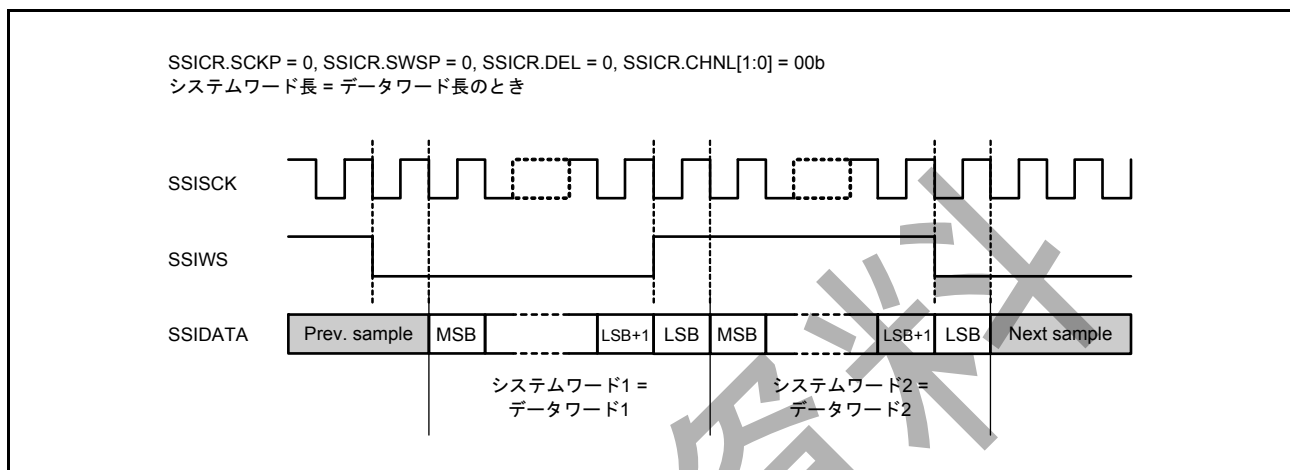 SSICR.SCKP = 0, SSICR.SWSP = 0, SSICR.DEL = 0, SSICR.CHNL[1:0] = 00b
システムワード長 = データワード長のとき
SSISCK
SSIWS
SSIDATA Prev. sample MSB LSB+1 LSB MSB LSB+1 LSB Next sample
システムワード1 = システムワード2 =
データワード1 データワード2